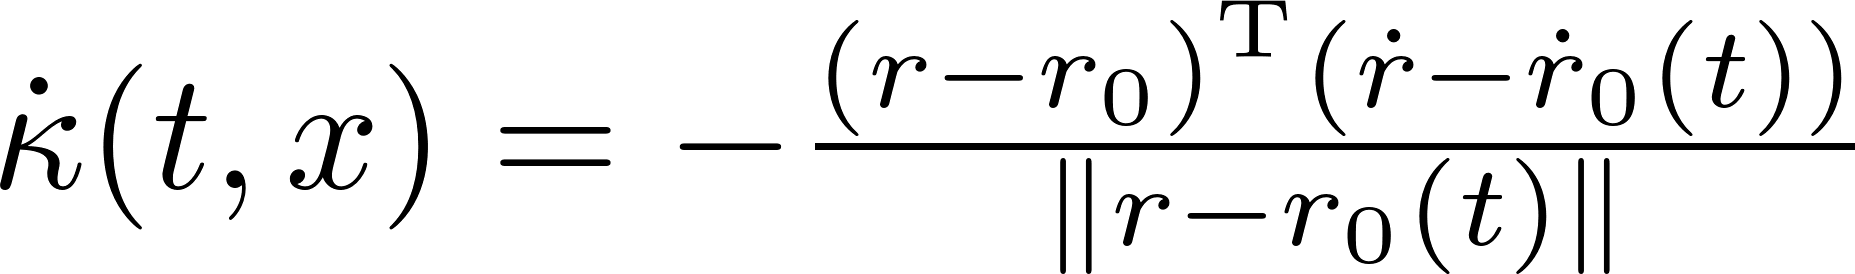 κ̇(t, x) = − (r−r₀)ᵀ(ṙ−ṙ₀(t)) / ‖r−r₀(t)‖